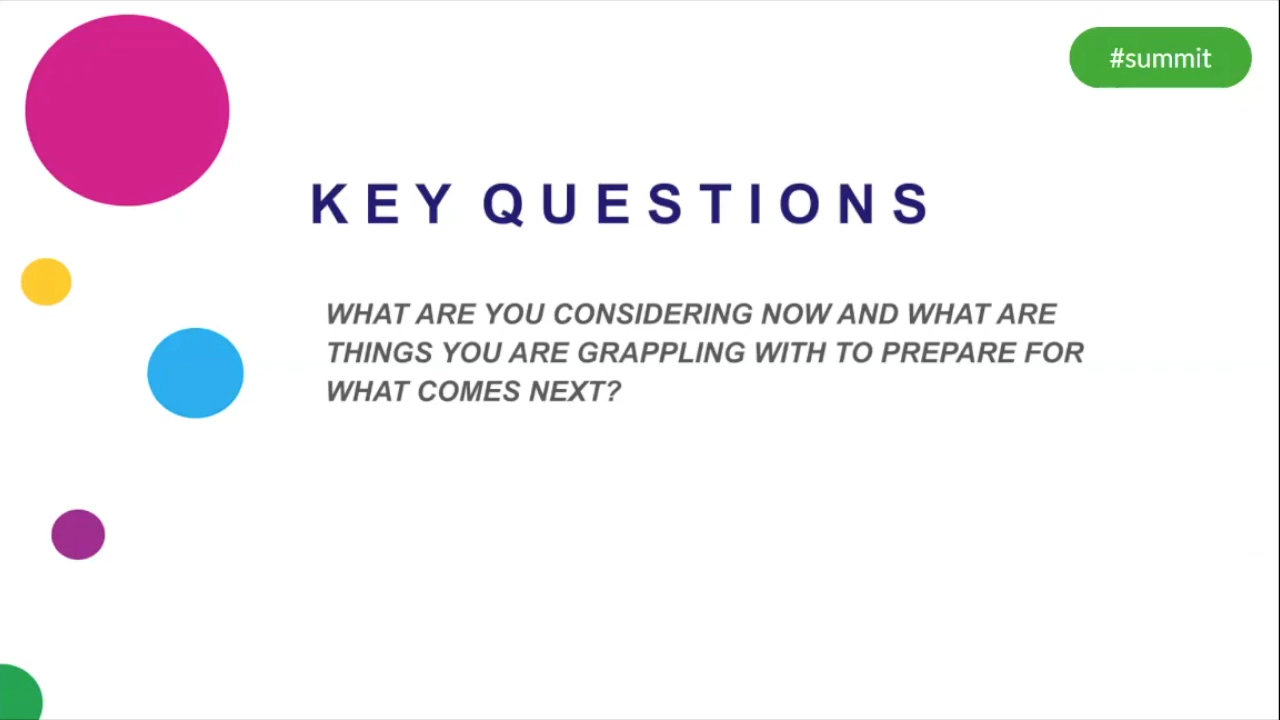 #summit
KEY QUESTIONS
WHAT ARE YOU CONSIDERING NOW AND WHAT ARE
THINGS YOU ARE GRAPPLING WITH TO PREPARE FOR
WHAT COMES NEXT?